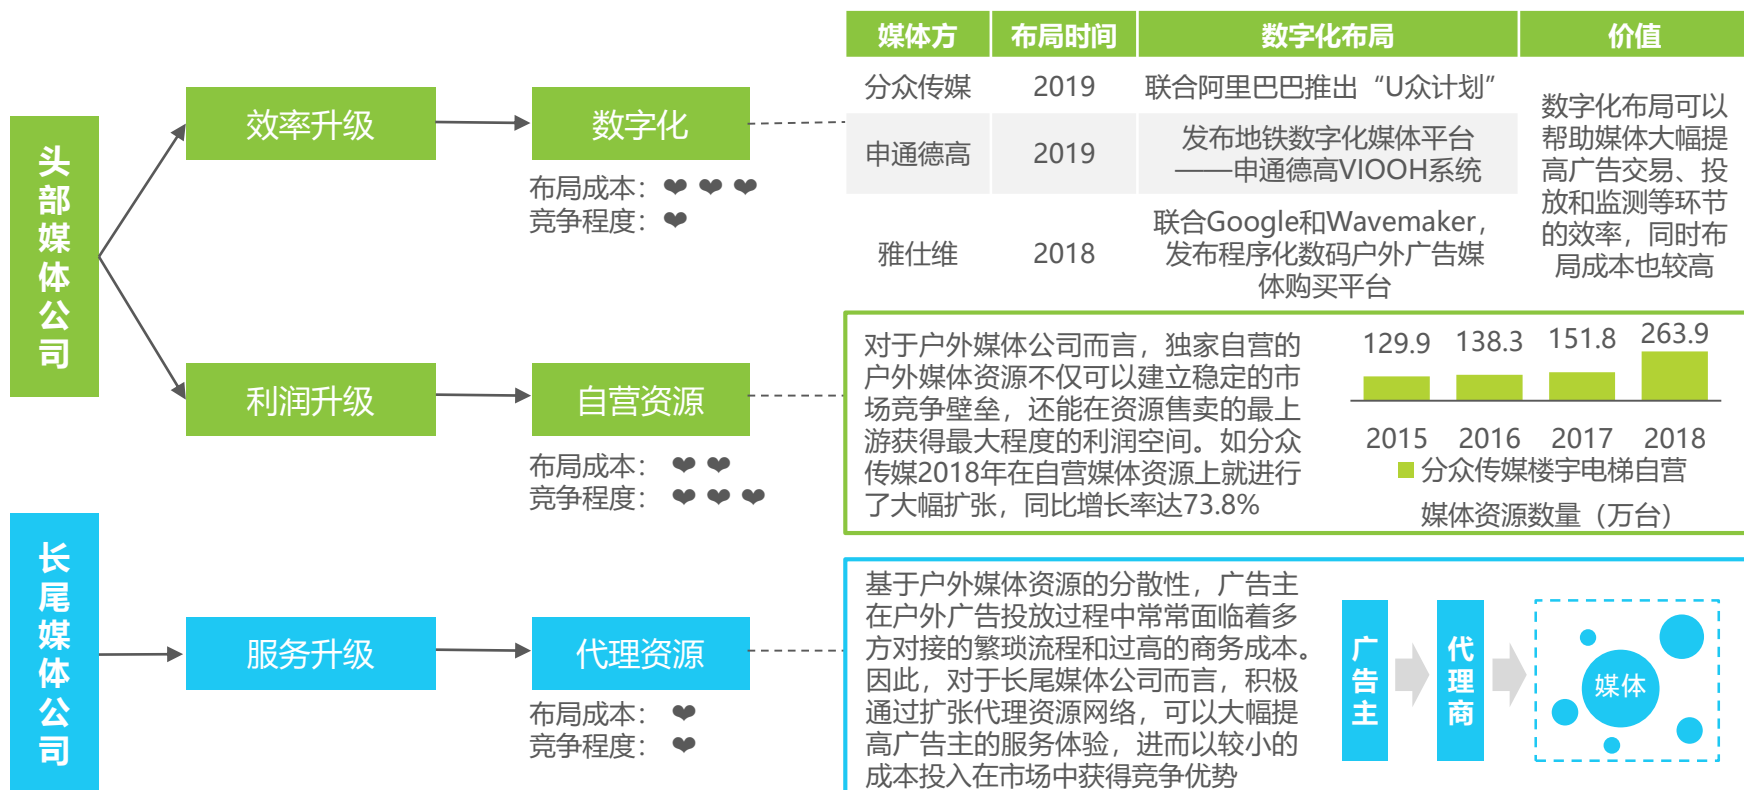 头部媒体公司
效率升级
数字化
布局成本：❤ ❤ ❤
竞争程度：❤
媒体方 布局时间 数字化布局 价值
分众传媒 2019 联合阿里巴巴推出“U众计划”
申通德高 2019 发布地铁数字化媒体平台
——申通德高VIOOH系统
雅仕维 2018 联合Google和Wavemaker，
发布程序化数码户外广告媒
体购买平台
数字化布局可以
帮助媒体大幅提
高广告交易、投
放和监测等环节
的效率，同时布
局成本也较高
利润升级
自营资源
布局成本：❤ ❤
竞争程度：❤ ❤ ❤
对于户外媒体公司而言，独家自营的
户外媒体资源不仅可以建立稳定的市
场竞争壁垒，还能在资源售卖的最上
游获得最大程度的利润空间。如分众
传媒2018年在自营媒体资源上就进行
了大幅扩张，同比增长率达73.8%
129.9 138.3 151.8 263.9
2015 2016 2017 2018
分众传媒楼宇电梯自营
媒体资源数量（万台）
长尾媒体公司
服务升级
代理资源
布局成本：❤
竞争程度：❤
基于户外媒体资源的分散性，广告主
在户外广告投放过程中常常面临着多
方对接的繁琐流程和过高的商务成本。
因此，对于长尾媒体公司而言，积极
通过扩张代理资源网络，可以大幅提
高广告主的服务体验，进而以较小的
成本投入在市场中获得竞争优势
广告主
代理商
媒体